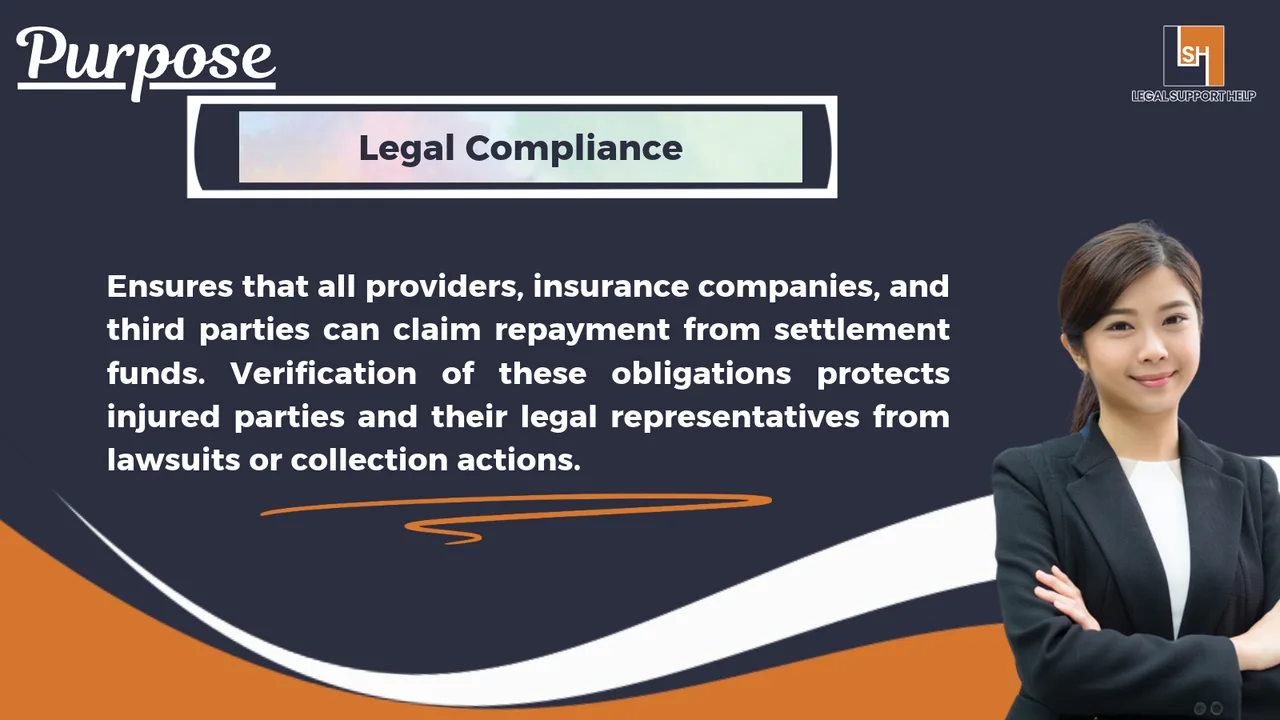 Purpose
SH
LEGAL SUPPORT HELP
Legal Compliance
Ensures that all providers, insurance companies, and
third parties can claim repayment from settlement
funds. Verification of these obligations protects
injured parties and their legal representatives from
lawsuits or collection actions.